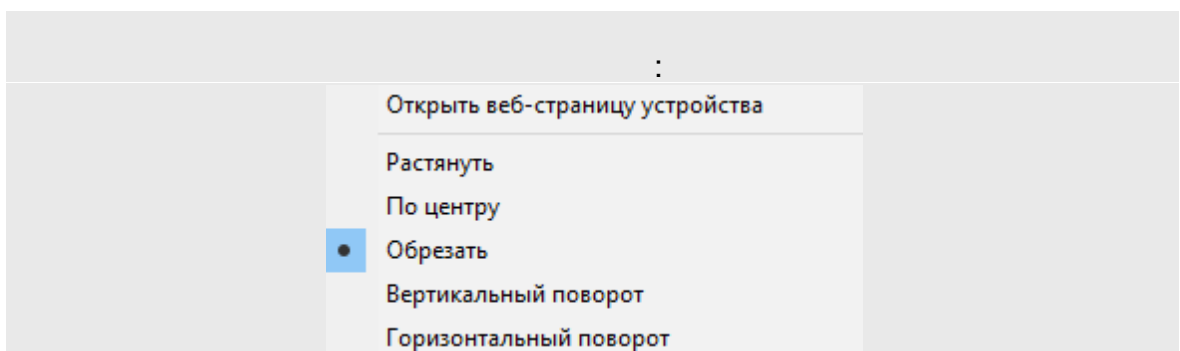 :
Открыть веб-страницу устройства
Растянуть
По центру
Обрезать
Вертикальный поворот
Горизонтальный поворот